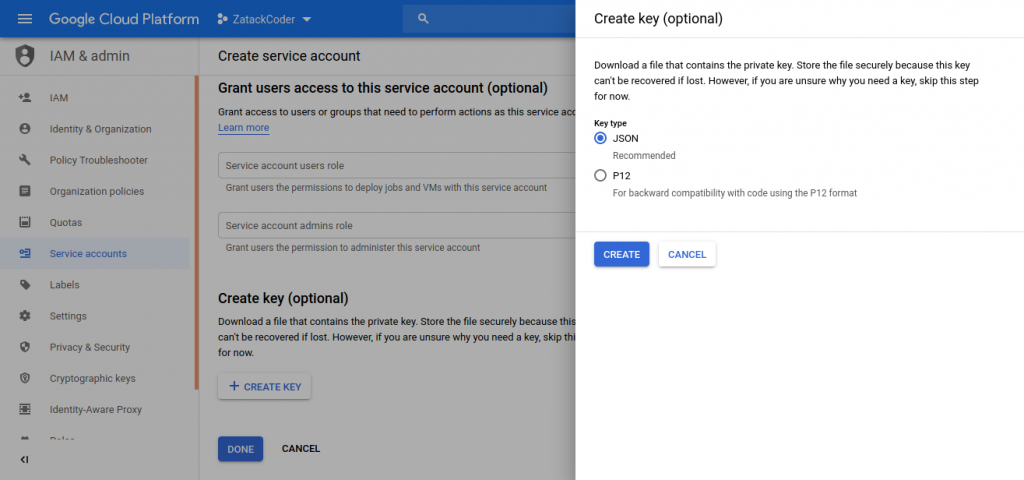 Google Cloud Platform
ZatackCoder
IAM & admin
IAM
Identity & Organization
Policy Troubleshooter
Organization policies
Quotas
Service accounts
Labels
Settings
Privacy & Security
Cryptographic keys
Identity-Aware Proxy
Create service account
Grant users access to this service account (optional)
Grant access to users or groups that need to perform actions as this service
Learn more
Service account users role
Grant users the permissions to deploy jobs and VMs with this service account
Service account admins role
Grant users the permission to administer this service account
Create key (optional)
Download a file that contains the private key. Store the file securely because this
can't be recovered if lost. However, if you are unsure why you need a key, skip this
for now.
CREATE KEY
DONE
CANCEL
Create key (optional)
Download a file that contains the private key. Store the file securely because this key
can't be recovered if lost. However, if you are unsure why you need a key, skip this step
for now.
Key type
JSON
Recommended
P12
For backward compatibility with code using the P12 format
CREATE
CANCEL